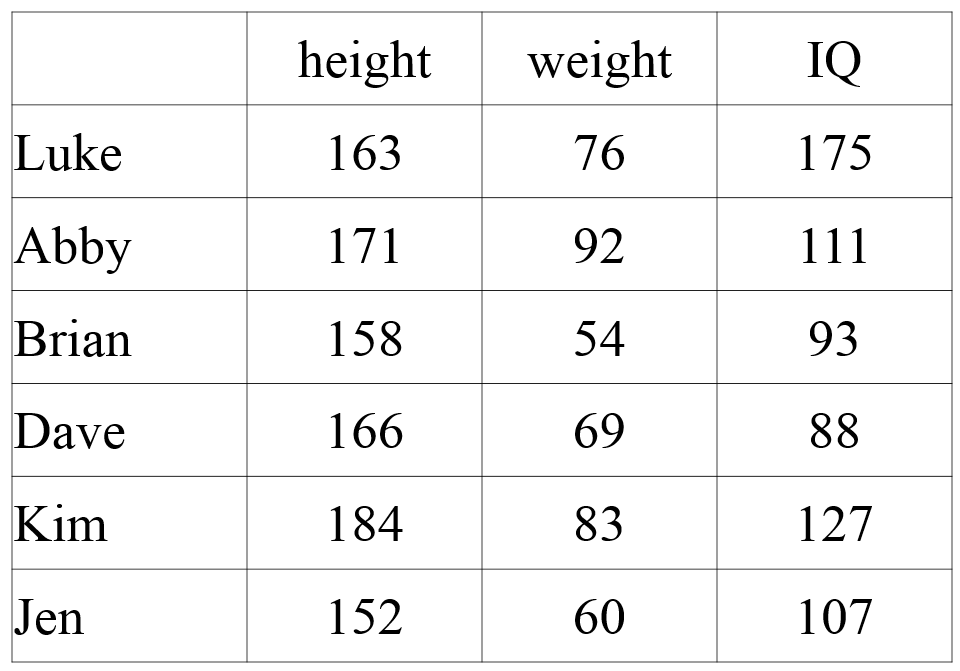 height weight IQ
Luke 163 76 175
Abby 171 92 111
Brian 158 54 93
Dave 166 69 88
Kim 184 83 127
Jen 152 60 107